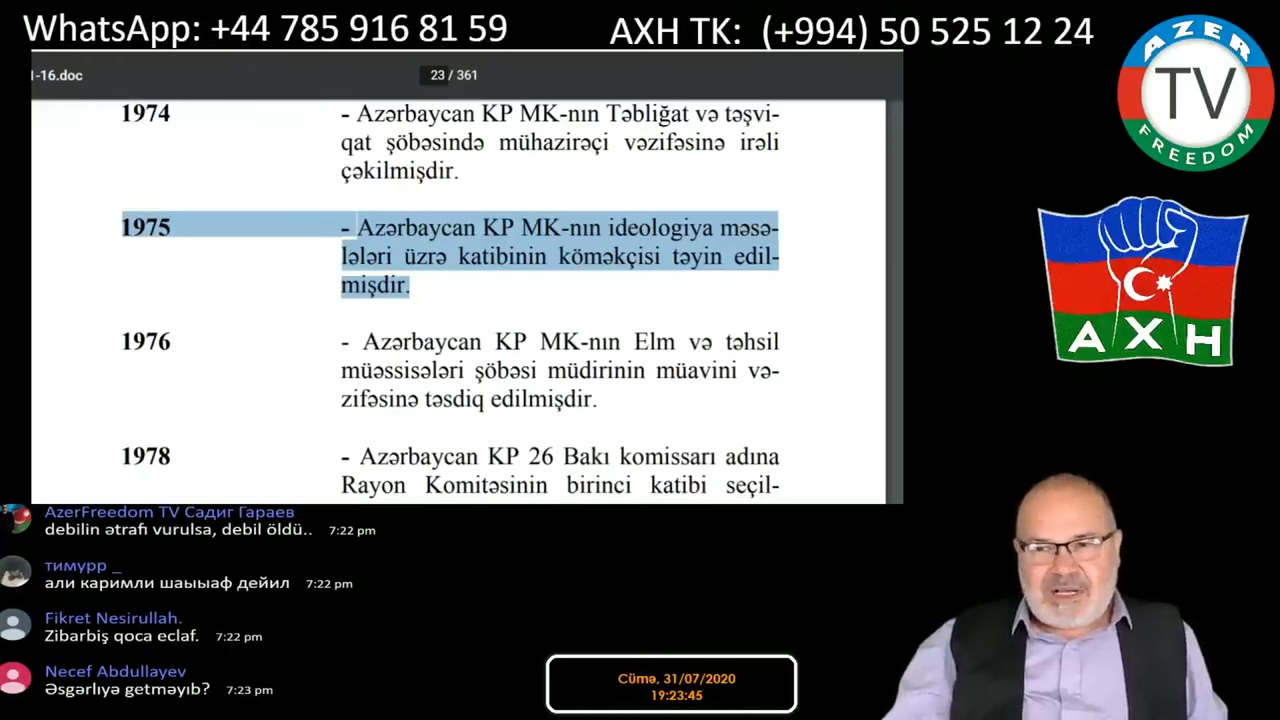 WhatsApp: +44 785 916 81 59
AXH TK: (+994) 50 525 12 24
AZER
TV
FREEDOM
1-16.doc
23 / 361
1974
- Azərbaycan KP MK-nın Təbliğat və təşvi-
qat şöbəsində mühazirəçi vəzifəsinə irəli
çəkilmişdir.
1975
- Azərbaycan KP MK-nın ideologiya məsə-
lələri üzrə katibinin köməkçisi təyin edil-
mişdir.
1976
- Azərbaycan KP MK-nın Elm və təhsil
müəssisələri şöbəsi müdirinin müavini və-
zifəsinə təsdiq edilmişdir.
1978
- Azərbaycan KP 26 Bakı komissarı adına
Rayon Komitəsinin birinci katibi seçil-
AXH
AzerFreedom TV Садиг Гараев
debilin ətrafı vurulsa, debil öldü.. 7:22 pm
тимурр _
али каримли шаыыаф дейил 7:22 pm
Fikret Nesirullah.
Zibarbiş qoca eclaf. 7:22 pm
Necef Abdullayev
Əsgərlıyə getməyıb? 7:23 pm
Cümə, 31/07/2020
19:23:45